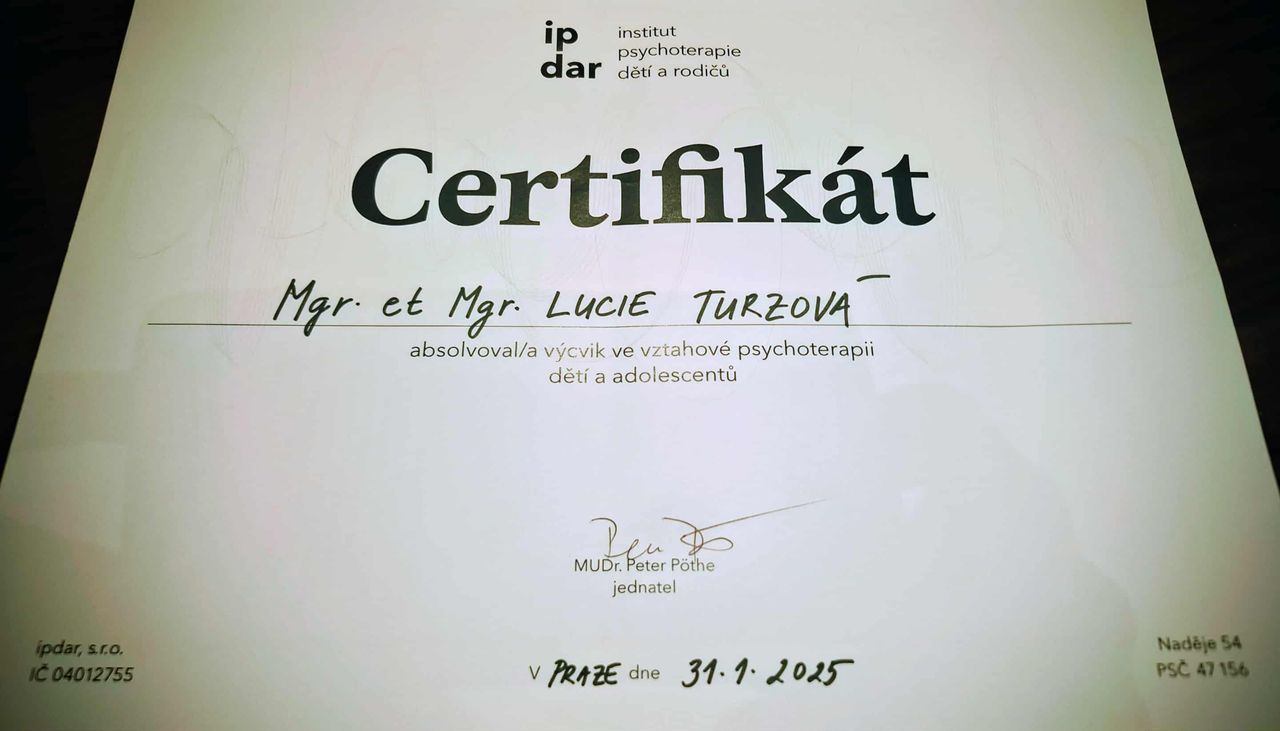 ip
dar
institut
psychoterapie
dětí a rodičů
Certifikát
Mgr. et Mgr. LUCIE TURZOVÁ
absolvoval/a výcvik ve vztahové psychoterapii
dětí a adolescentů
MUDr. Peter Pöthe
jednatel
ipdar, s.r.o.
IČ 04012755
V PRAZE dne 31.1.2025
Naděje 54
PSČ 47 156